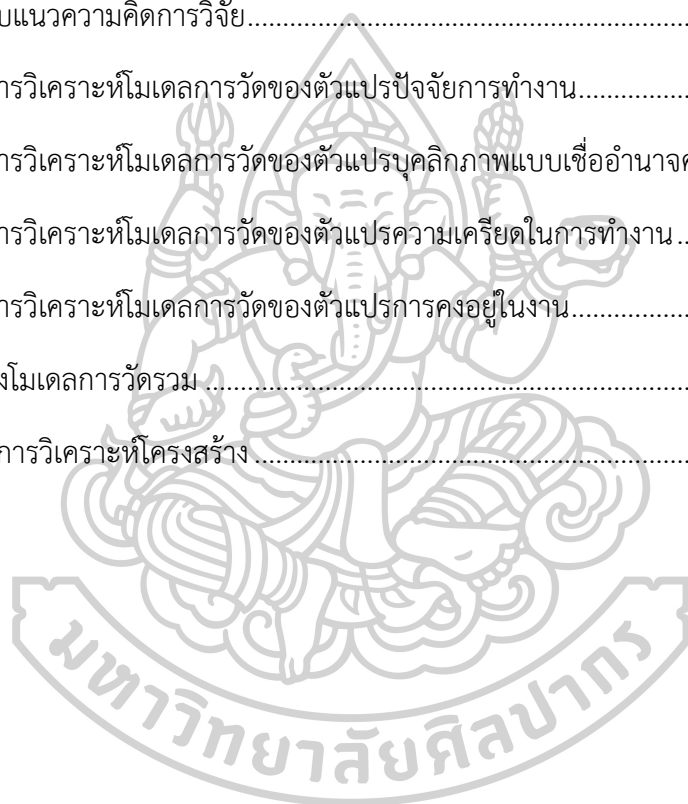 บแนวความคิดการวิจัย
ารวิเคราะห์โมเดลการวัดของตัวแปรปัจจัยการทำงาน
ารวิเคราะห์โมเดลการวัดของตัวแปรบุคลิกภาพแบบเชื่ออำนาจค
ารวิเคราะห์โมเดลการวัดของตัวแปรความเครียดในการทำงาน
ารวิเคราะห์โมเดลการวัดของตัวแปรการคงอยู่ในงาน
งโมเดลการวัดรวม
การวิเคราะห์โครงสร้าง
มหาวิทยาลัยศิลปากร